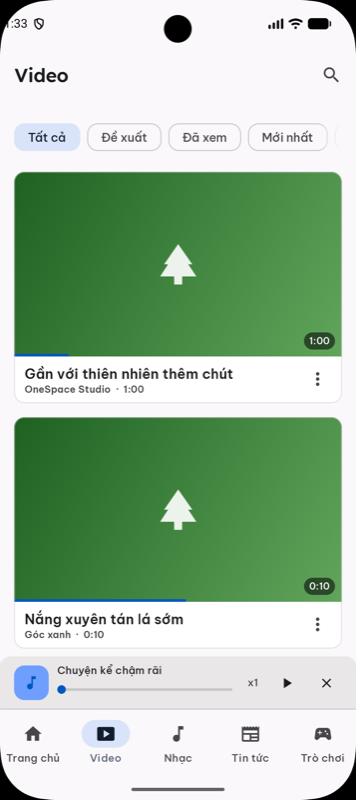 :33
Video
Tất cả
Đề xuất
Đã xem
Mới nhất
1:00
Gần với thiên nhiên thêm chút
OneSpace Studio · 1:00
0:10
Nắng xuyên tán lá sớm
Góc xanh · 0:10
Chuyện kể chậm rãi
x1
Trang chủ
Video
Nhạc
Tin tức
Trò chơi